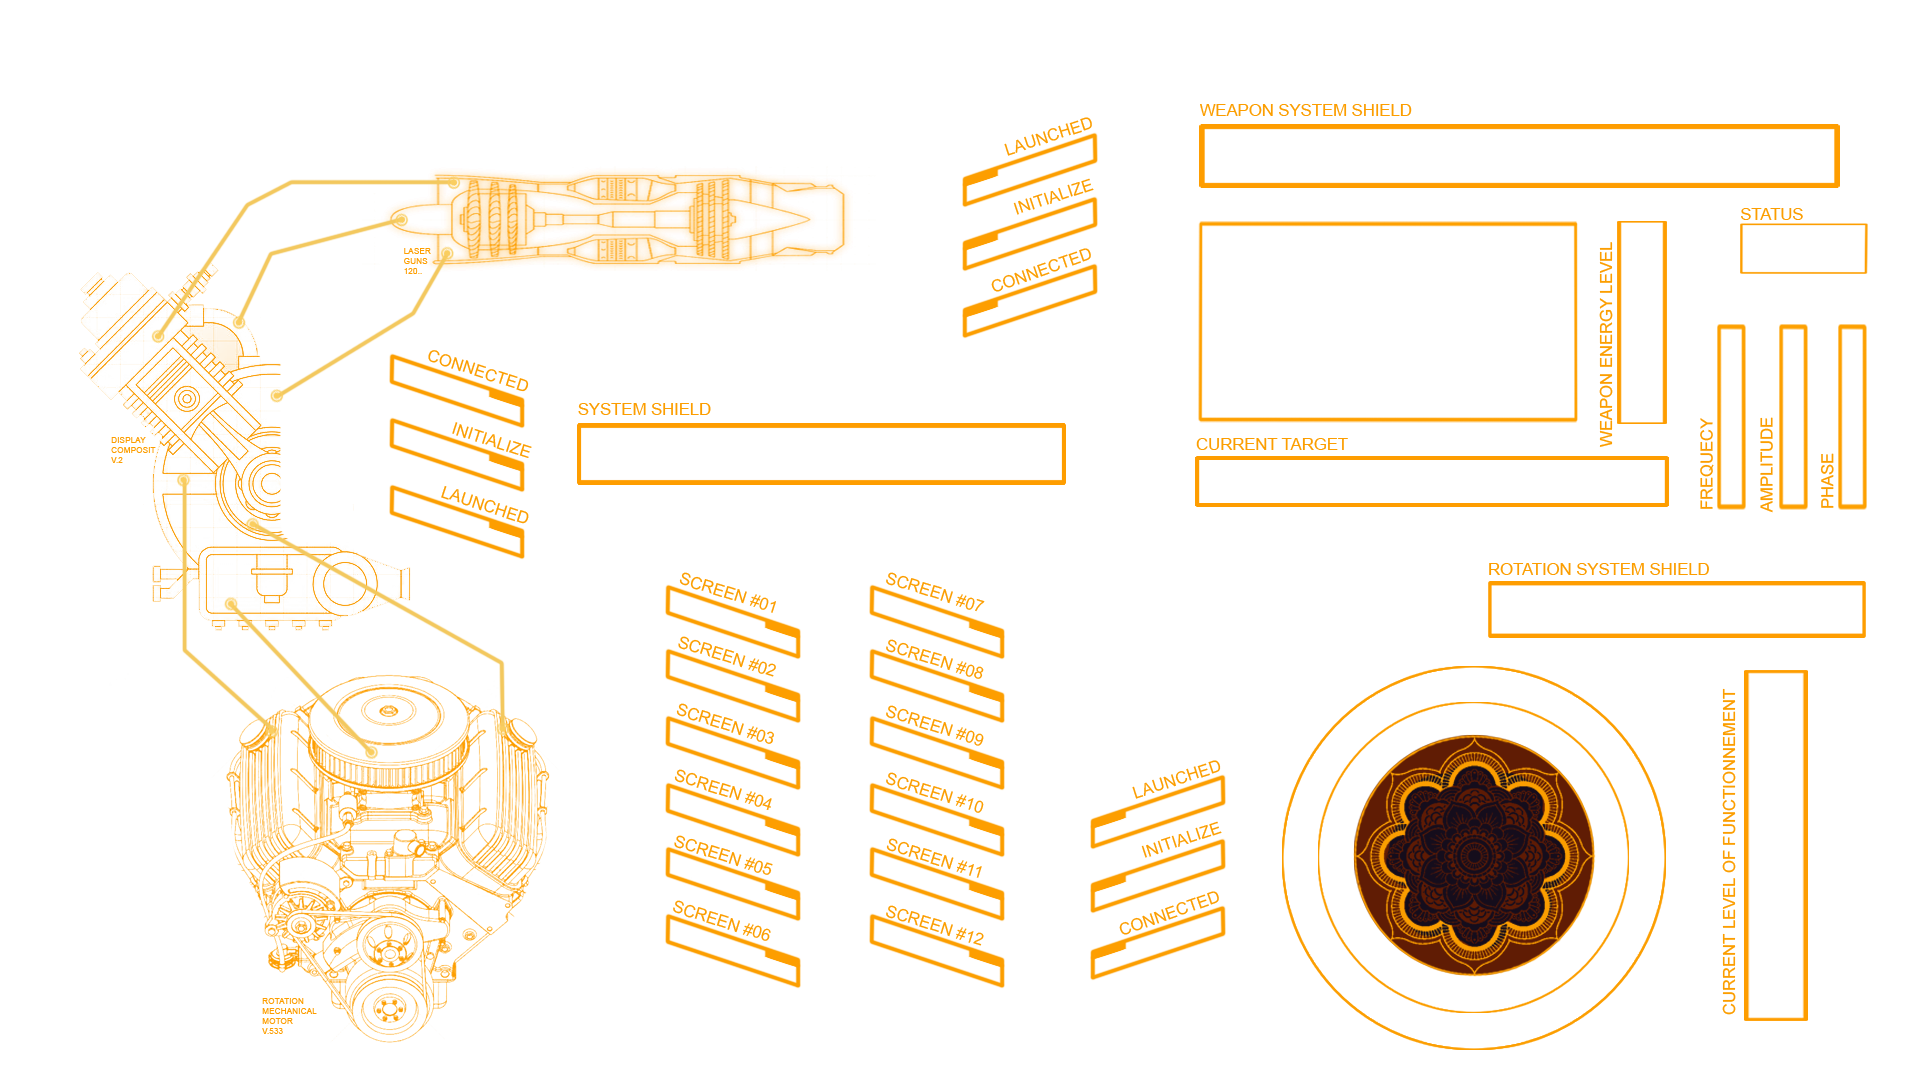 WEAPON SYSTEM SHIELD
LAUNCHED
INITIALIZE
CONNECTED
STATUS
WEAPON ENERGY LEVEL
LASER
GUNS
120..
CONNECTED
INITIALIZE
LAUNCHED
SYSTEM SHIELD
CURRENT TARGET
FREQUECY
AMPLITUDE
PHASE
DISPLAY
COMPOSIT
V.2
ROTATION SYSTEM SHIELD
SCREEN #01
SCREEN #02
SCREEN #03
SCREEN #04
SCREEN #05
SCREEN #06
SCREEN #07
SCREEN #08
SCREEN #09
SCREEN #10
SCREEN #11
SCREEN #12
LAUNCHED
INITIALIZE
CONNECTED
CURRENT LEVEL OF FUNCTIONNEMENT
ROTATION
MECHANICAL
MOTOR
V.533